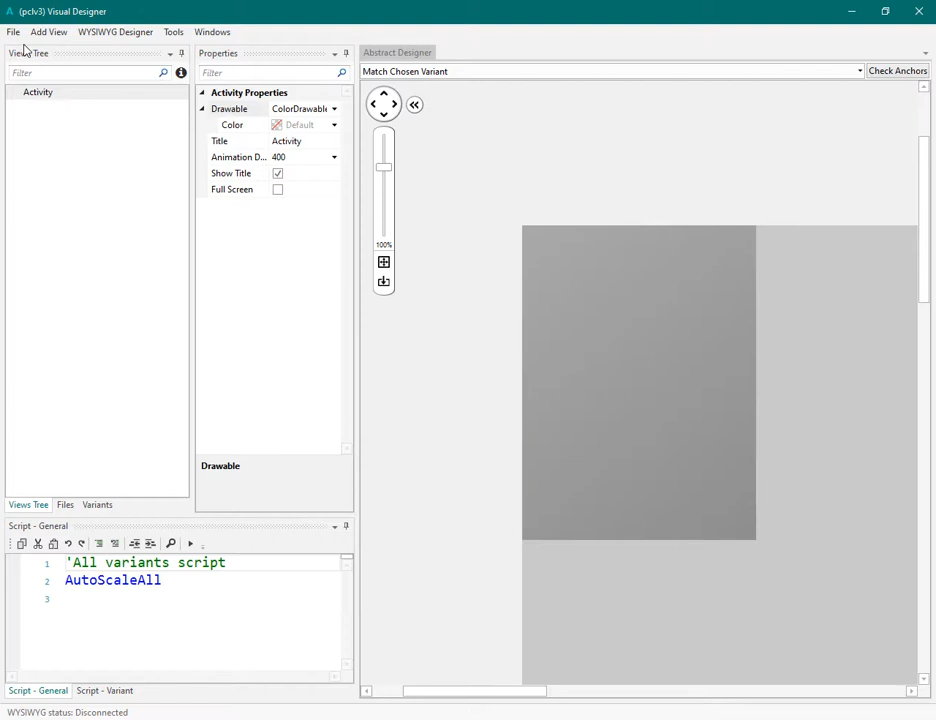 (pclv3) Visual Designer
File Add View WYSIWYG Designer Tools Windows
Views Tree
Filter
Activity
Views Tree Files Variants
Properties
Filter
Activity Properties
Drawable ColorDrawable
Color Default
Title Activity
Animation D... 400
Show Title
Full Screen
Drawable
Abstract Designer
Match Chosen Variant Check Anchors
100%
Script - General
1 'All variants script
2 AutoScaleAll
3
Script - General Script - Variant
WYSIWYG status: Disconnected